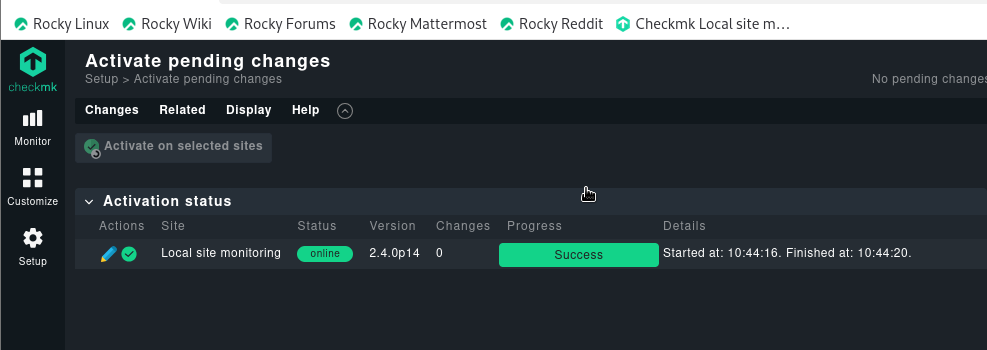 Rocky Linux Rocky Wiki Rocky Forums Rocky Mattermost Rocky Reddit Checkmk Local site m…
checkmk
Activate pending changes
Setup > Activate pending changes
No pending changes
Changes Related Display Help
Monitor
Activate on selected sites
Customize
Activation status
Actions Site Status Version Changes Progress Details
Setup
Local site monitoring online 2.4.0p14 0 Success Started at: 10:44:16. Finished at: 10:44:20.